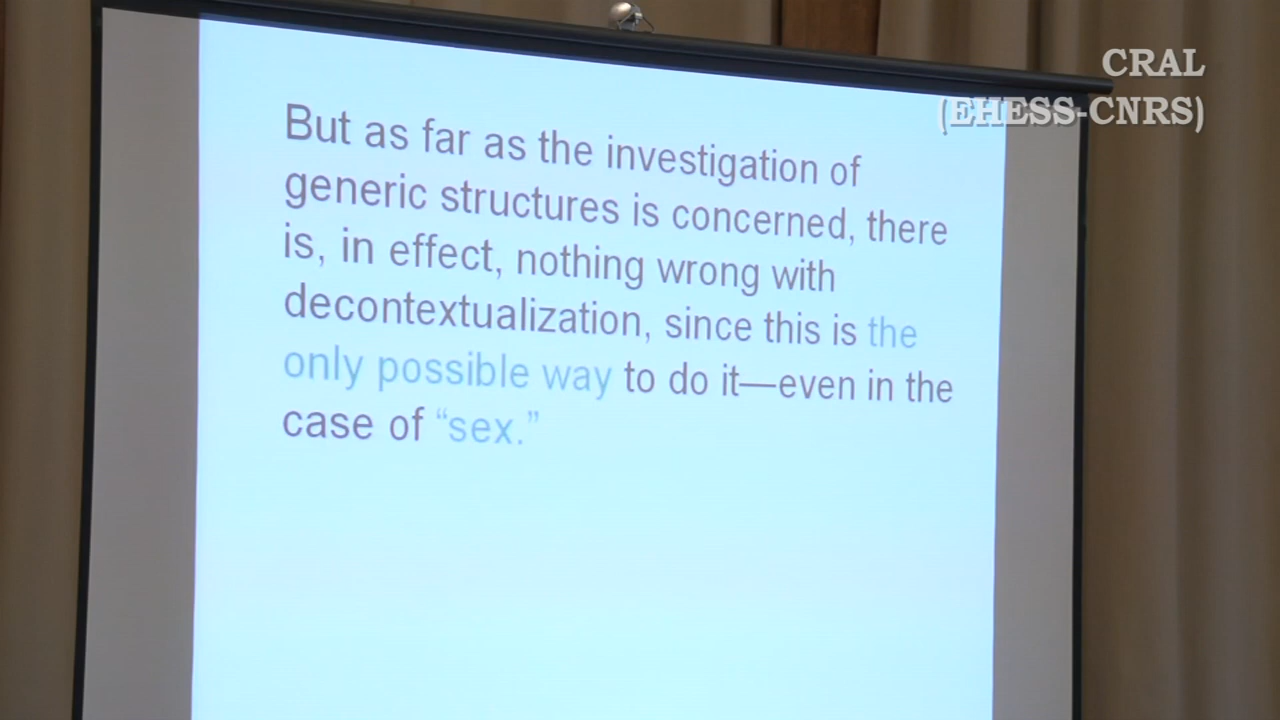 CRAL
(EHESS-CNRS)
But as far as the investigation of
generic structures is concerned, there
is, in effect, nothing wrong with
decontextualization, since this is the
only possible way to do it—even in the
case of “sex.”